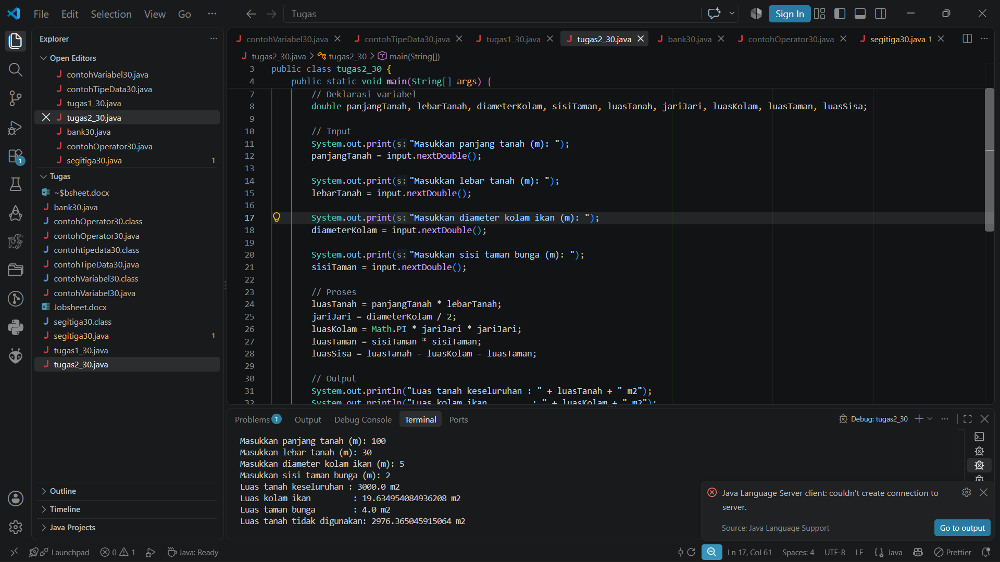 File Edit Selection View Go ···
Tugas
Sign In
Explorer ···
Open Editors
contohVariabel30.java
contohTipeData30.java
tugas1_30.java
tugas2_30.java
bank30.java
contohOperator30.java
segitiga30.java 1
Tugas
~$bsheet.docx
bank30.java
contohOperator30.class
contohOperator30.java
contohtipedata30.class
contohTipeData30.java
contohVariabel30.class
contohVariabel30.java
Jobsheet.docx
segitiga30.class
segitiga30.java 1
tugas1_30.java
tugas2_30.java
Outline
Timeline
Java Projects
1
contohVariabel30.java contohTipeData30.java tugas1_30.java tugas2_30.java bank30.java contohOperator30.java segitiga30.java 1
tugas2_30.java > tugas2_30 > main(String[])
3 public class tugas2_30 {
4 public static void main(String[] args) {
7 // Deklarasi variabel
8 double panjangTanah, lebarTanah, diameterKolam, sisiTaman, luasTanah, jariJari, luasKolam, luasTaman, luasSisa;
9
10 // Input
11 System.out.print(s:"Masukkan panjang tanah (m): ");
12 panjangTanah = input.nextDouble();
13
14 System.out.print(s:"Masukkan lebar tanah (m): ");
15 lebarTanah = input.nextDouble();
16
17 System.out.print(s:"Masukkan diameter kolam ikan (m): ");
18 diameterKolam = input.nextDouble();
19
20 System.out.print(s:"Masukkan sisi taman bunga (m): ");
21 sisiTaman = input.nextDouble();
22
23 // Proses
24 luasTanah = panjangTanah * lebarTanah;
25 jariJari = diameterKolam / 2;
26 luasKolam = Math.PI * jariJari * jariJari;
27 luasTaman = sisiTaman * sisiTaman;
28 luasSisa = luasTanah - luasKolam - luasTaman;
29
30 // Output
31 System.out.println("Luas tanah keseluruhan : " + luasTanah + " m2");
32 System.out.println("Luas kolam ikan         : " + luasKolam + " m2");
Problems 1 Output Debug Console Terminal Ports
Debug: tugas2_30
Masukkan panjang tanah (m): 100
Masukkan lebar tanah (m): 30
Masukkan diameter kolam ikan (m): 5
Masukkan sisi taman bunga (m): 2
Luas tanah keseluruhan : 3000.0 m2
Luas kolam ikan         : 19.634954084936208 m2
Luas taman bunga        : 4.0 m2
Luas tanah tidak digunakan: 2976.365045915064 m2
Java Language Server client: couldn't create connection to
server.
Source: Java Language Support
Go to output
Launchpad 0 1 Java: Ready
Ln 17, Col 61 Spaces: 4 UTF-8 LF {} Java Prettier